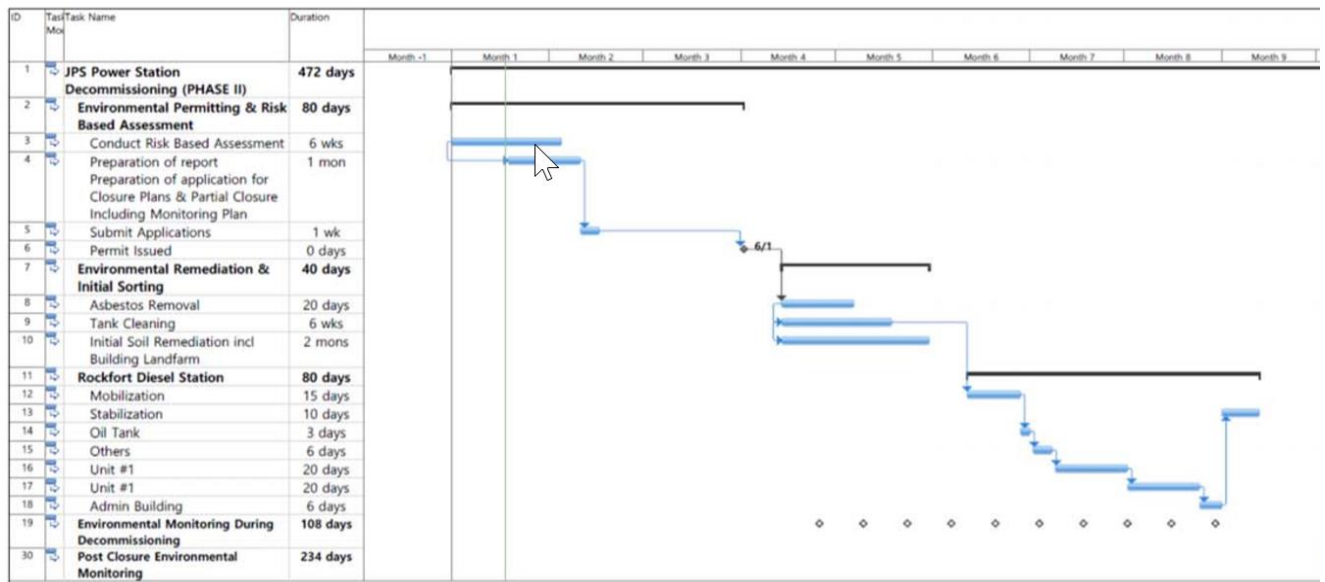 ID Task Mo Task Name Duration
Month -1 Month 1 Month 2 Month 3 Month 4 Month 5 Month 6 Month 7 Month 8 Month 9
1 JPS Power Station 472 days
Decommissioning (PHASE II)
2 Environmental Permitting & Risk 80 days
Based Assessment
3 Conduct Risk Based Assessment 6 wks
4 Preparation of report 1 mon
Preparation of application for
Closure Plans & Partial Closure
Including Monitoring Plan
5 Submit Applications 1 wk
6 Permit Issued 0 days 6/1
7 Environmental Remediation & 40 days
Initial Sorting
8 Asbestos Removal 20 days
9 Tank Cleaning 6 wks
10 Initial Soil Remediation incl 2 mons
Building Landfarm
11 Rockfort Diesel Station 80 days
12 Mobilization 15 days
13 Stabilization 10 days
14 Oil Tank 3 days
15 Others 6 days
16 Unit #1 20 days
17 Unit #1 20 days
18 Admin Building 6 days
19 Environmental Monitoring During 108 days
Decommissioning
30 Post Closure Environmental 234 days
Monitoring